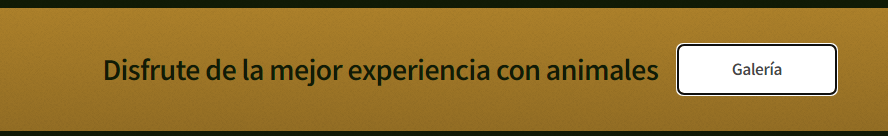 Disfrute de la mejor experiencia con animales
Galería